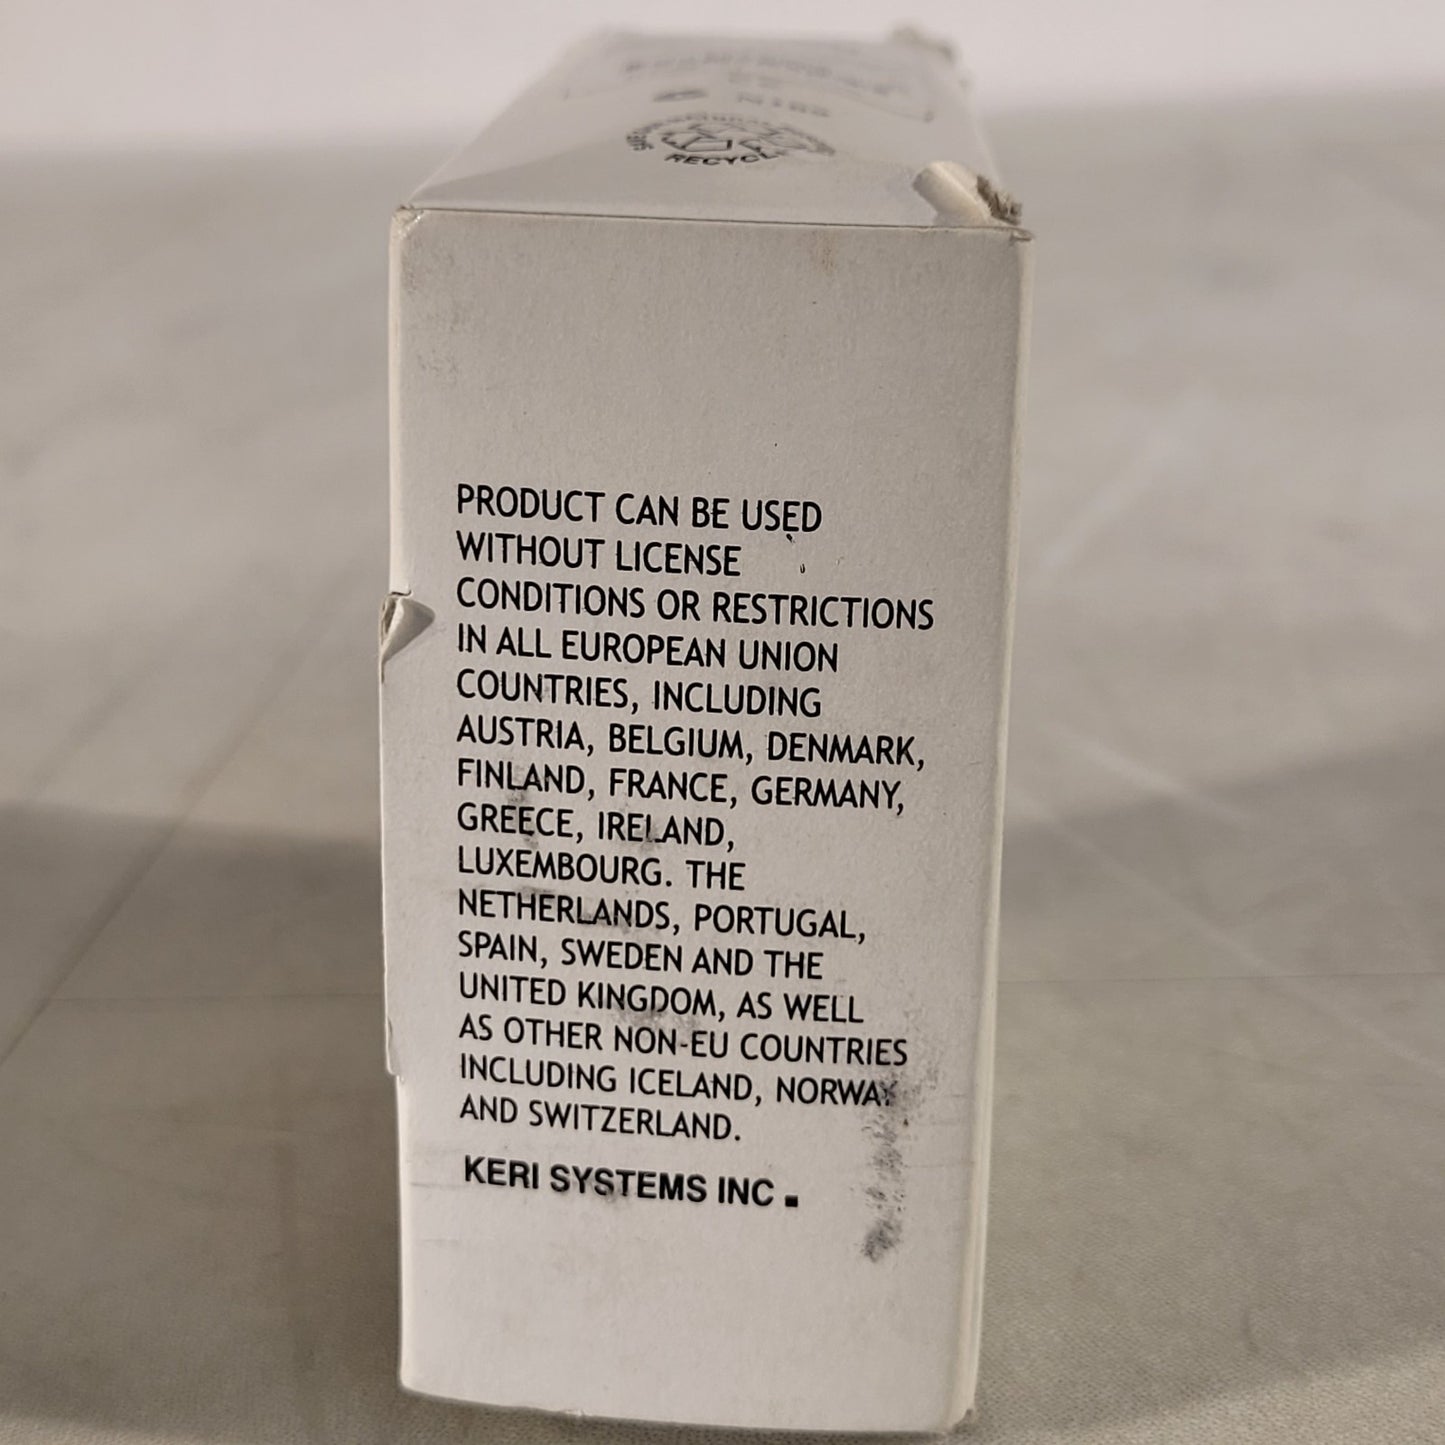 N185
RECYCLE
PRODUCT CAN BE USED
WITHOUT LICENSE
CONDITIONS OR RESTRICTIONS
IN ALL EUROPEAN UNION
COUNTRIES, INCLUDING
AUSTRIA, BELGIUM, DENMARK,
FINLAND, FRANCE, GERMANY,
GREECE, IRELAND,
LUXEMBOURG. THE
NETHERLANDS, PORTUGAL,
SPAIN, SWEDEN AND THE
UNITED KINGDOM, AS WELL
AS OTHER NON-EU COUNTRIES
INCLUDING ICELAND, NORWAY
AND SWITZERLAND.
KERI SYSTEMS INC.